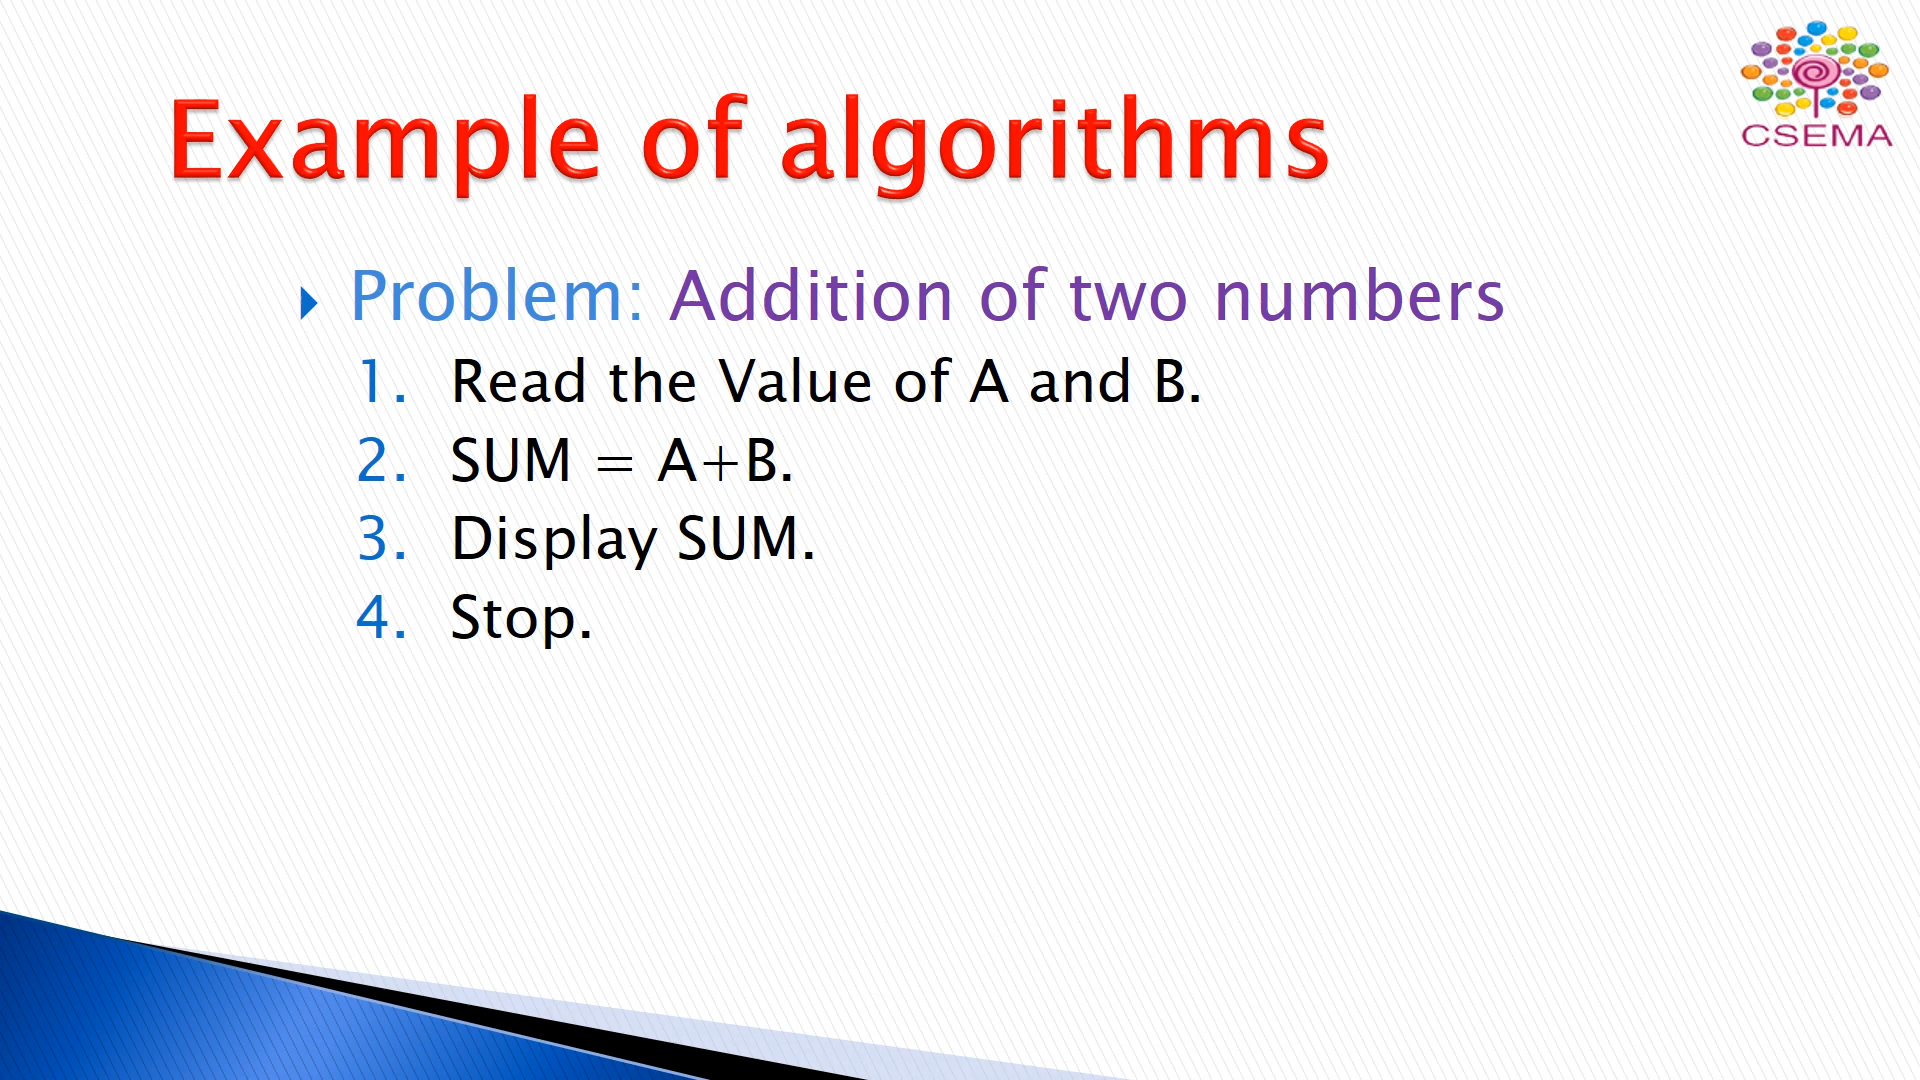 CSEMA
Example of algorithms
Problem: Addition of two numbers
1. Read the Value of A and B.
2. SUM = A+B.
3. Display SUM.
4. Stop.